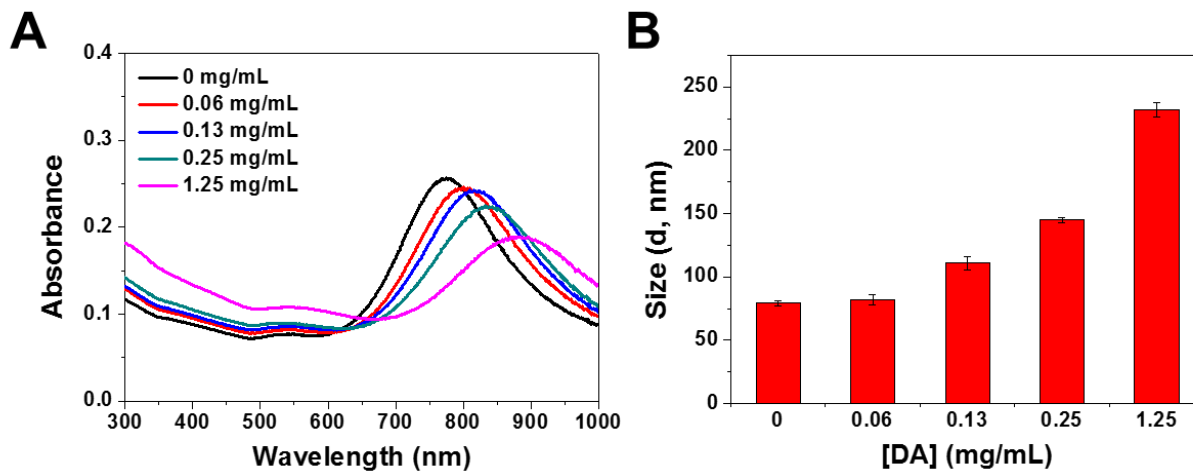 A
Absorbance
0.4
0.3
0.2
0.1
0.0
0 mg/mL
0.06 mg/mL
0.13 mg/mL
0.25 mg/mL
1.25 mg/mL
300 400 500 600 700 800 900 1000
Wavelength (nm)
B
Size (d, nm)
250
200
150
100
50
0
0 0.06 0.13 0.25 1.25
[DA] (mg/mL)